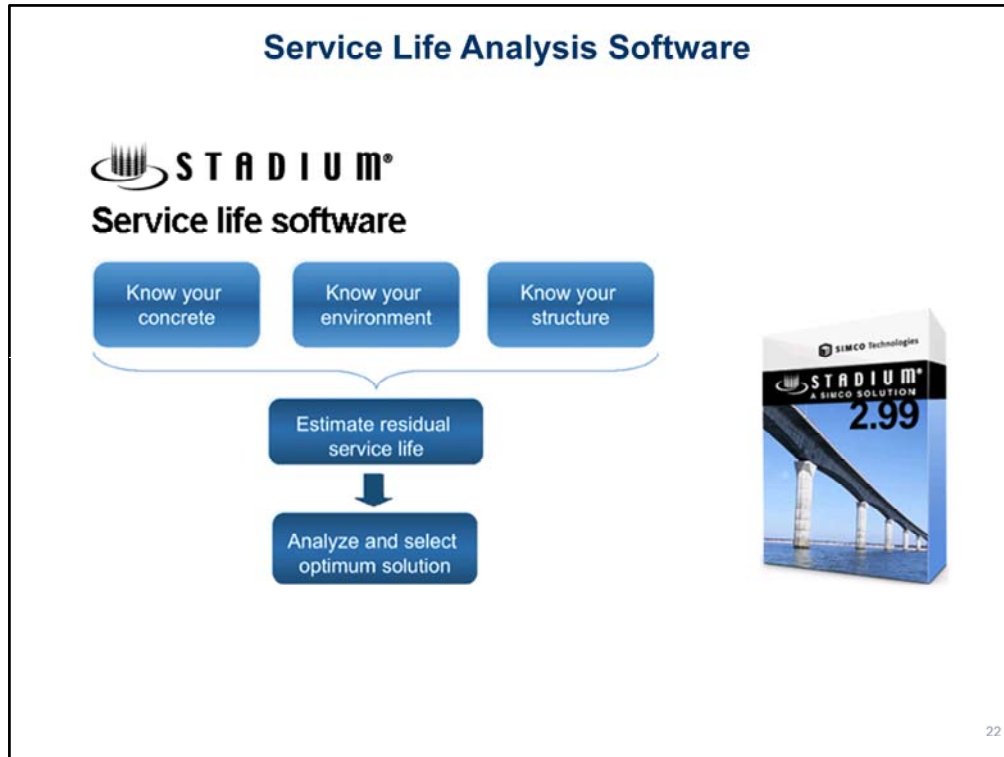 Service Life Analysis Software
STADIUM®
Service life software
Know your
concrete
Know your
environment
Know your
structure
Estimate residual
service life
Analyze and select
optimum solution
SIMCO Technologies
STADIUM®
A SIMCO SOLUTION
2.99
22